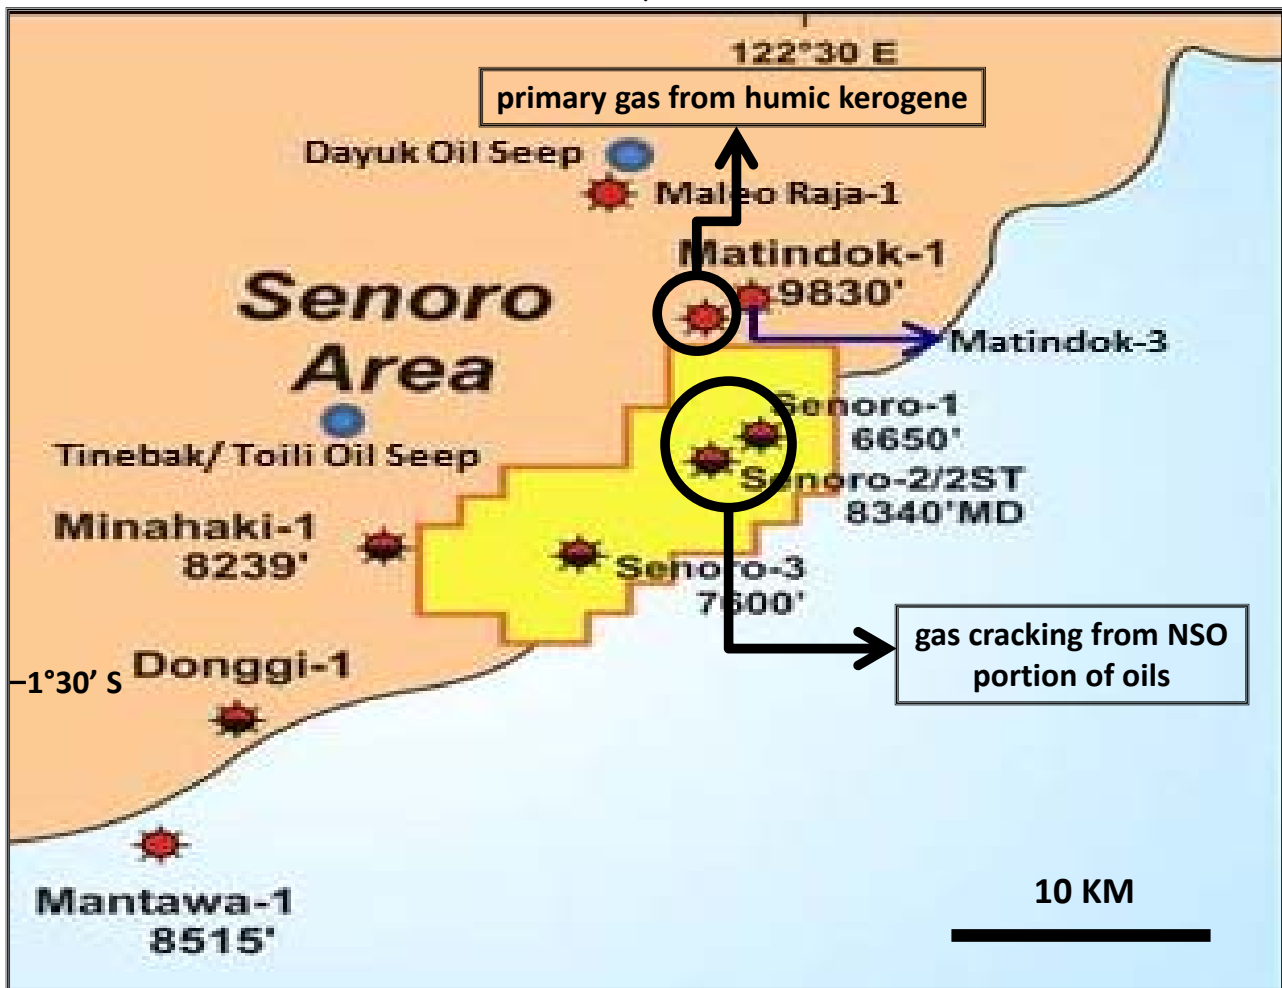 122°30 E
primary gas from humic kerogene
Dayuk Oil Seep
Maleo Raja-1
Matindok-1
9830'
Matindok-3
Senoro
Area
Senoro-1
6650'
Tinebak/ Toili Oil Seep
Senoro-2/2ST
8340'MD
Minahaki-1
8239'
Senoro-3
7600'
gas cracking from NSO
portion of oils
–1°30’ S
Donggi-1
Mantawa-1
8515'
10 KM